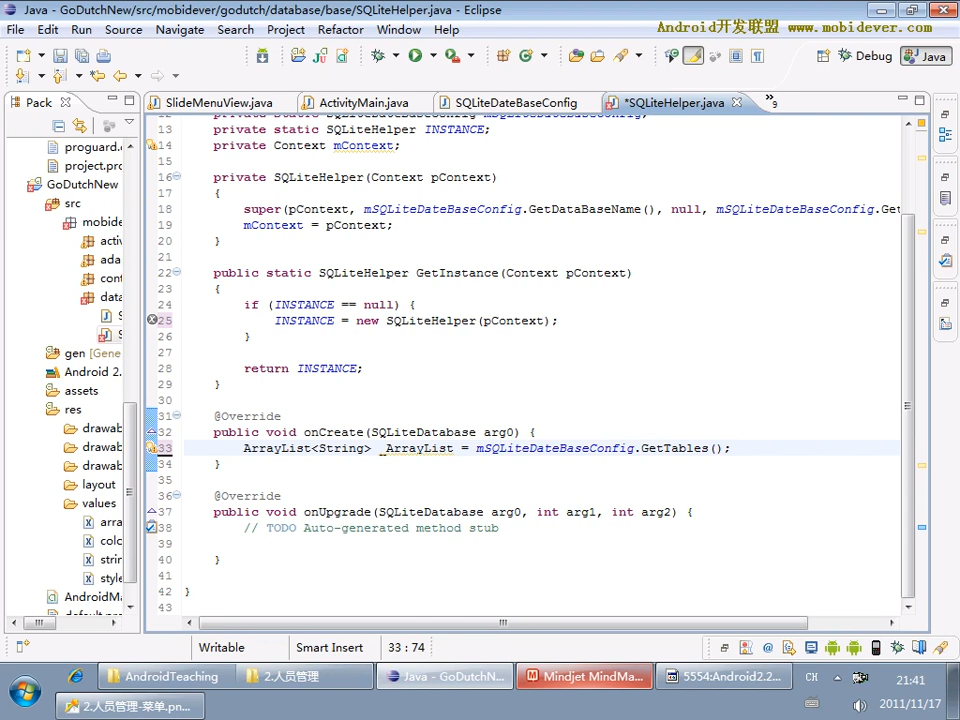 Java - GoDutchNew/src/mobidever/godutch/database/base/SQLiteHelper.java - Eclipse
File Edit Run Source Navigate Search Project Refactor Window Help
Android开发联盟 www.mobidever.com
Debug Java
Pack
SlideMenuView.java ActivityMain.java SQLiteDateBaseConfig *SQLiteHelper.java 9
proguard.
project.pro
GoDutchNew
src
mobide
activ
ada
cont
data
S
S
gen [Gene
Android 2.
assets
res
drawab
drawab
drawab
layout
values
arra
colo
strin
style
AndroidMa
13 private static SQLiteHelper INSTANCE;
14 private Context mContext;
15
16 private SQLiteHelper(Context pContext)
17 {
18 super(pContext, mSQLiteDateBaseConfig.GetDataBaseName(), null, mSQLiteDateBaseConfig.Get
19 mContext = pContext;
20 }
21
22 public static SQLiteHelper GetInstance(Context pContext)
23 {
24 if (INSTANCE == null) {
25 INSTANCE = new SQLiteHelper(pContext);
26 }
27
28 return INSTANCE;
29 }
30
31 @Override
32 public void onCreate(SQLiteDatabase arg0) {
33 ArrayList<String> _ArrayList = mSQLiteDateBaseConfig.GetTables();
34 }
35
36 @Override
37 public void onUpgrade(SQLiteDatabase arg0, int arg1, int arg2) {
38 // TODO Auto-generated method stub
39
40 }
41
42 }
43
Writable Smart Insert 33 : 74
AndroidTeaching 2.人员管理 Java - GoDutchN... Mindjet MindMa... 5554:Android2.2...
2.人员管理-菜单.pn...
CH
21:41
2011/11/17